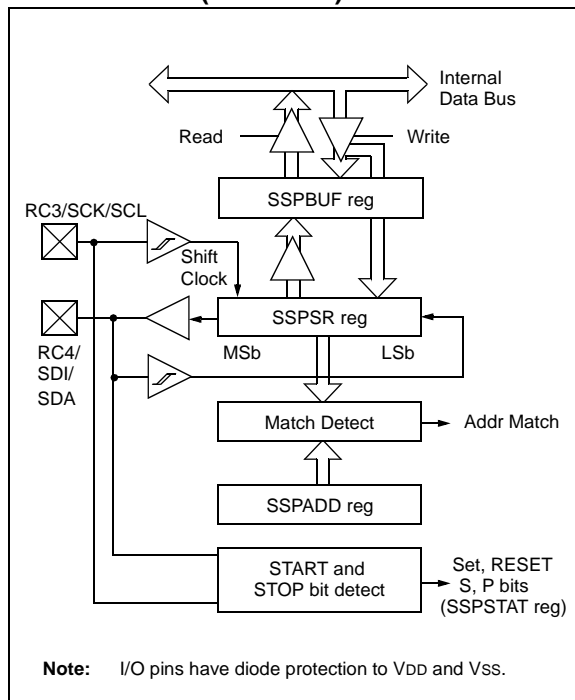 Internal
Data Bus
Read
Write
SSPBUF reg
RC3/SCK/SCL
Shift
Clock
SSPSR reg
MSb
LSb
RC4/
SDI/
SDA
Match Detect
Addr Match
SSPADD reg
START and
STOP bit detect
Set, RESET
S, P bits
(SSPSTAT reg)
Note: I/O pins have diode protection to VDD and VSS.